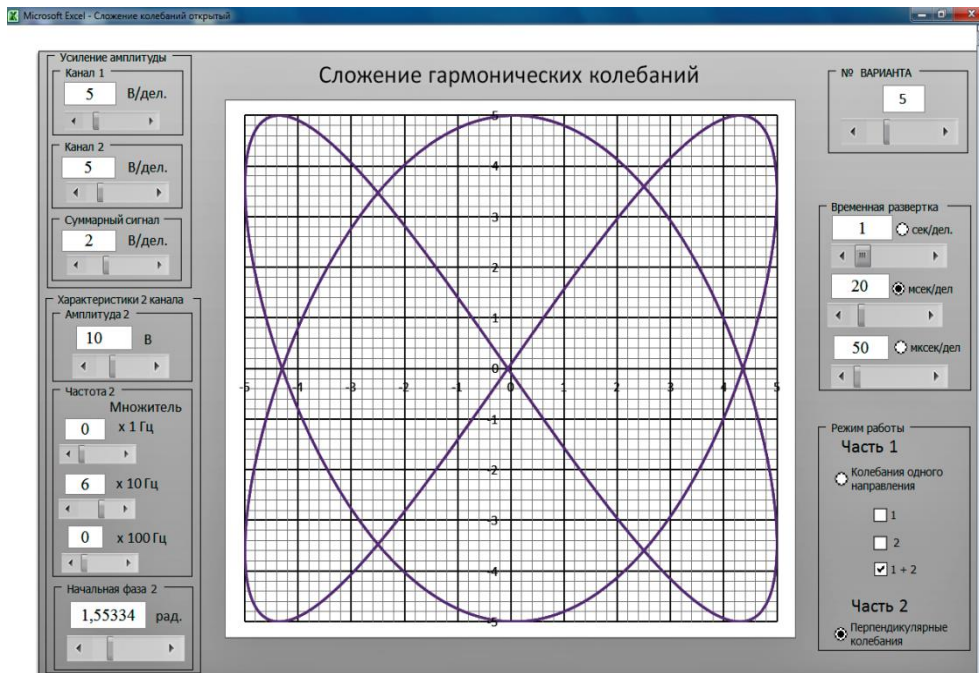 Microsoft Excel - Сложение колебаний открытый
Усиление амплитуды
Канал 1
5 В/дел.
Канал 2
5 В/дел.
Суммарный сигнал
2 В/дел.
Характеристики 2 канала
Амплитуда 2
10 В
Частота 2
Множитель
0 х 1 Гц
6 х 10 Гц
0 х 100 Гц
Начальная фаза 2
1,55334 рад.
Сложение гармонических колебаний
5
4
3
2
1
0
-5 -4 -3 -2 -1 0 1 2 3 4 5
-1
-2
-3
-4
-5
№ ВАРИАНТА
5
Временная развертка
1 сек/дел.
20 мсек/дел
50 мксек/дел
Режим работы
Часть 1
Колебания одного
направления
1
2
1 + 2
Часть 2
Перпендикулярные
колебания